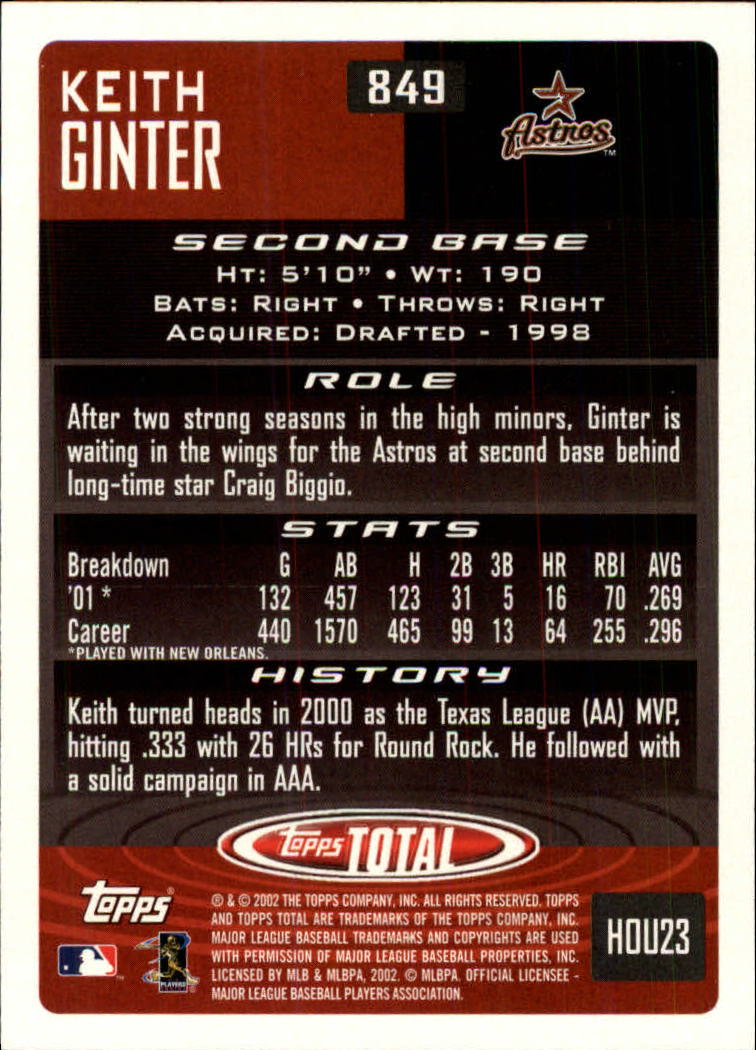 KEITH
GINTER
849
Astros
TM
SECOND BASE
HT: 5'10" • WT: 190
BATS: RIGHT • THROWS: RIGHT
ACQUIRED: DRAFTED - 1998
ROLE
After two strong seasons in the high minors, Ginter is
waiting in the wings for the Astros at second base behind
long-time star Craig Biggio.
STATS
Breakdown G AB H 2B 3B HR RBI AVG
'01 * 132 457 123 31 5 16 70 .269
Career 440 1570 465 99 13 64 255 .296
*PLAYED WITH NEW ORLEANS.
HISTORY
Keith turned heads in 2000 as the Texas League (AA) MVP,
hitting .333 with 26 HRs for Round Rock. He followed with
a solid campaign in AAA.
Topps TOTAL
Topps®
® & © 2002 THE TOPPS COMPANY, INC. ALL RIGHTS RESERVED. TOPPS
AND TOPPS TOTAL ARE TRADEMARKS OF THE TOPPS COMPANY, INC.
MAJOR LEAGUE BASEBALL TRADEMARKS AND COPYRIGHTS ARE USED
WITH PERMISSION OF MAJOR LEAGUE BASEBALL PROPERTIES, INC.
LICENSED BY MLB & MLBPA, 2002. © MLBPA. OFFICIAL LICENSEE -
MAJOR LEAGUE BASEBALL PLAYERS ASSOCIATION.
PLAYERS
HOU23